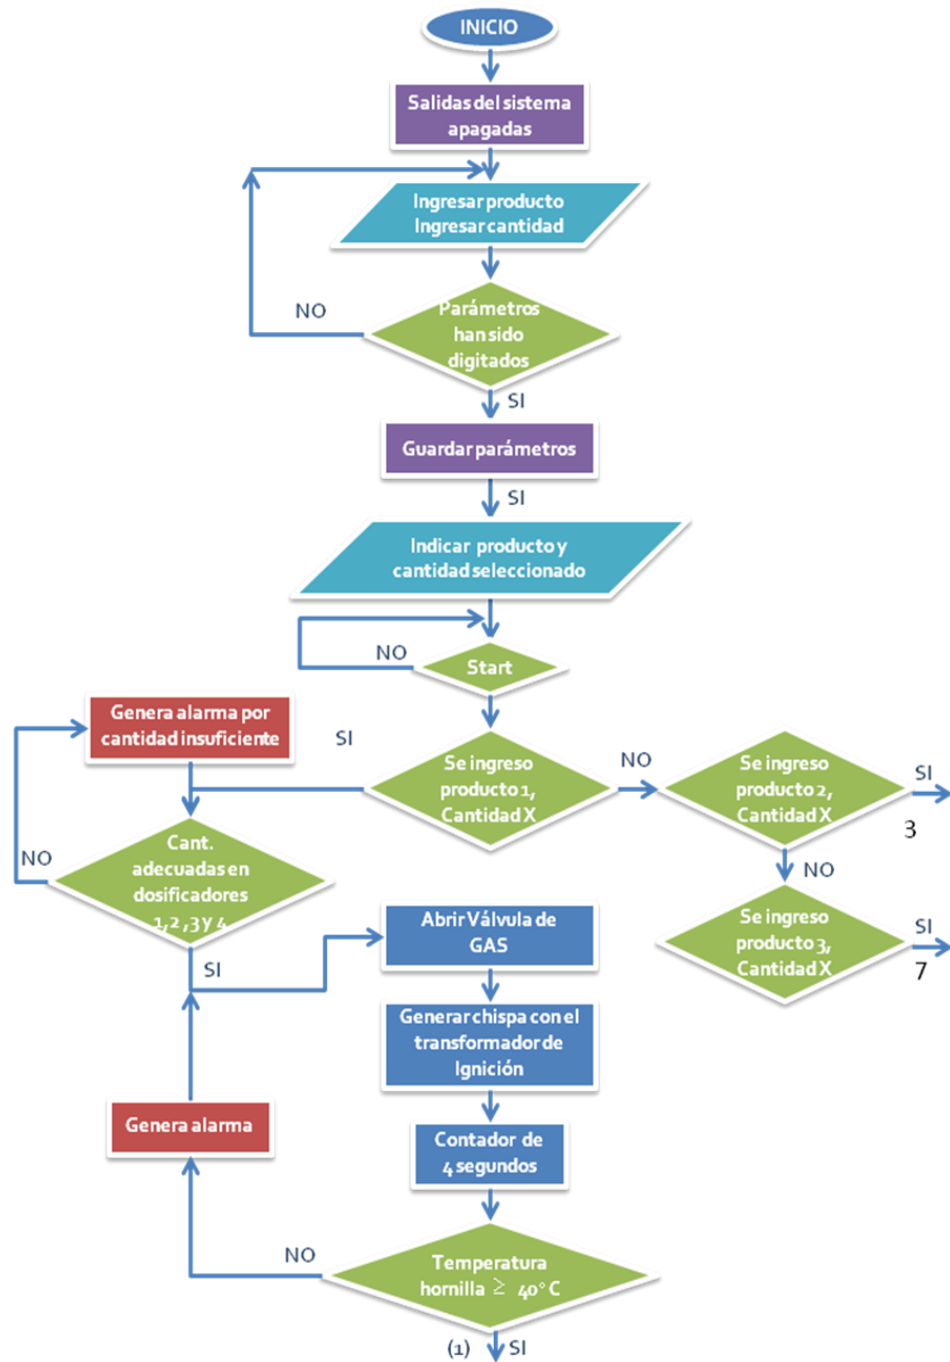 INICIO
Salidas del sistema
apagadas
Ingresar producto
Ingresar cantidad
NO
Parámetros
han sido
digitados
SI
Guardar parámetros
SI
Indicar producto y
cantidad seleccionado
NO
Start
Genera alarma por
cantidad insuficiente
SI
Se ingreso
producto 1,
Cantidad X
NO
Se ingreso
producto 2,
Cantidad X
SI
3
NO
Cant.
adecuadas en
dosificadores
1,2,3 y 4
SI
NO
Se ingreso
producto 3,
Cantidad X
SI
7
Abrir Válvula de
GAS
Generar chispa con el
transformador de
Ignición
Genera alarma
Contador de
4 segundos
NO
Temperatura
hornilla ≥ 40°C
(1) SI